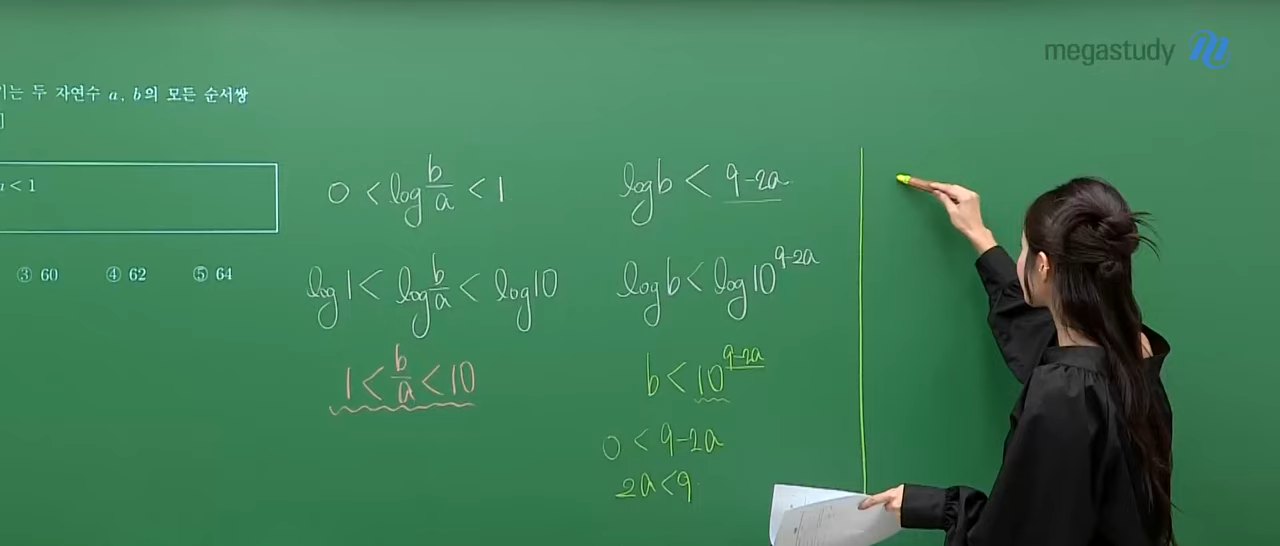 megastudy
기는 두 자연수 a, b의 모든 순서쌍
]
a < 1
③ 60 ④ 62 ⑤ 64
0 < log b/a < 1
log 1 < log b/a < log 10
1 < b/a < 10
log b < 9-2a
log b < log 10^{9-2a}
b < 10^{9-2a}
0 < 9-2a
2a < 9